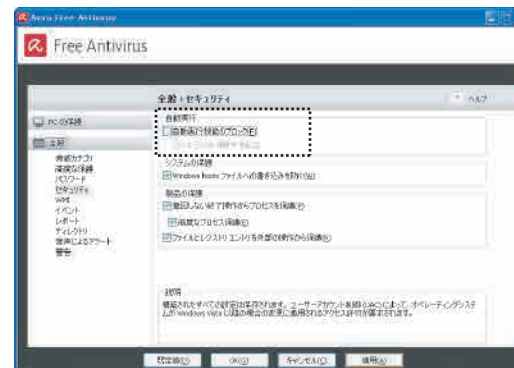 Avira Free Antivirus
Free Antivirus
全般 > セキュリティ
ヘルプ
PC の保護
全般
脅威カテゴリ
高度な保護
パスワード
セキュリティ
WMI
イベント
レポート
ディレクトリ
音声によるアラート
警告
自動実行
自動実行機能のブロック(F)
システムの保護
Windows hosts ファイルへの書き込みを防ぐ(W)
製品の保護
意図しない終了操作からプロセスを保護(O)
高度なプロセス保護(C)
ファイルとレジストリ エントリを外部の操作から保護(G)
説明
構築されたすべての設定は保存されます。ユーザーアカウント制御(UAC)によって、オペレーティングシステ
ムが Windows Vista 以降の場合の変更に適用されるアクセス許可が要求されます。
既定値(D)
OK(O)
キャンセル(C)
適用(A)